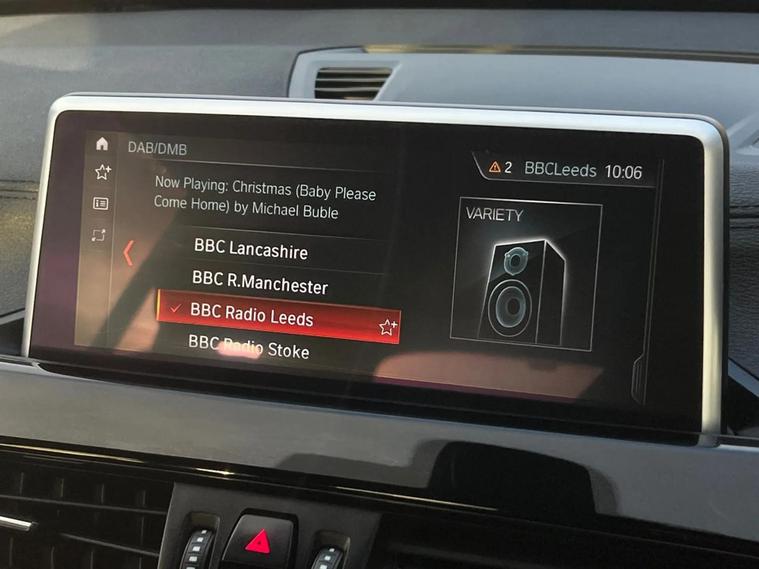 DAB/DMB
2 BBCLeeds 10:06
Now Playing: Christmas (Baby Please
Come Home) by Michael Buble
VARIETY
BBC Lancashire
BBC R.Manchester
BBC Radio Leeds
BBC Radio Stoke